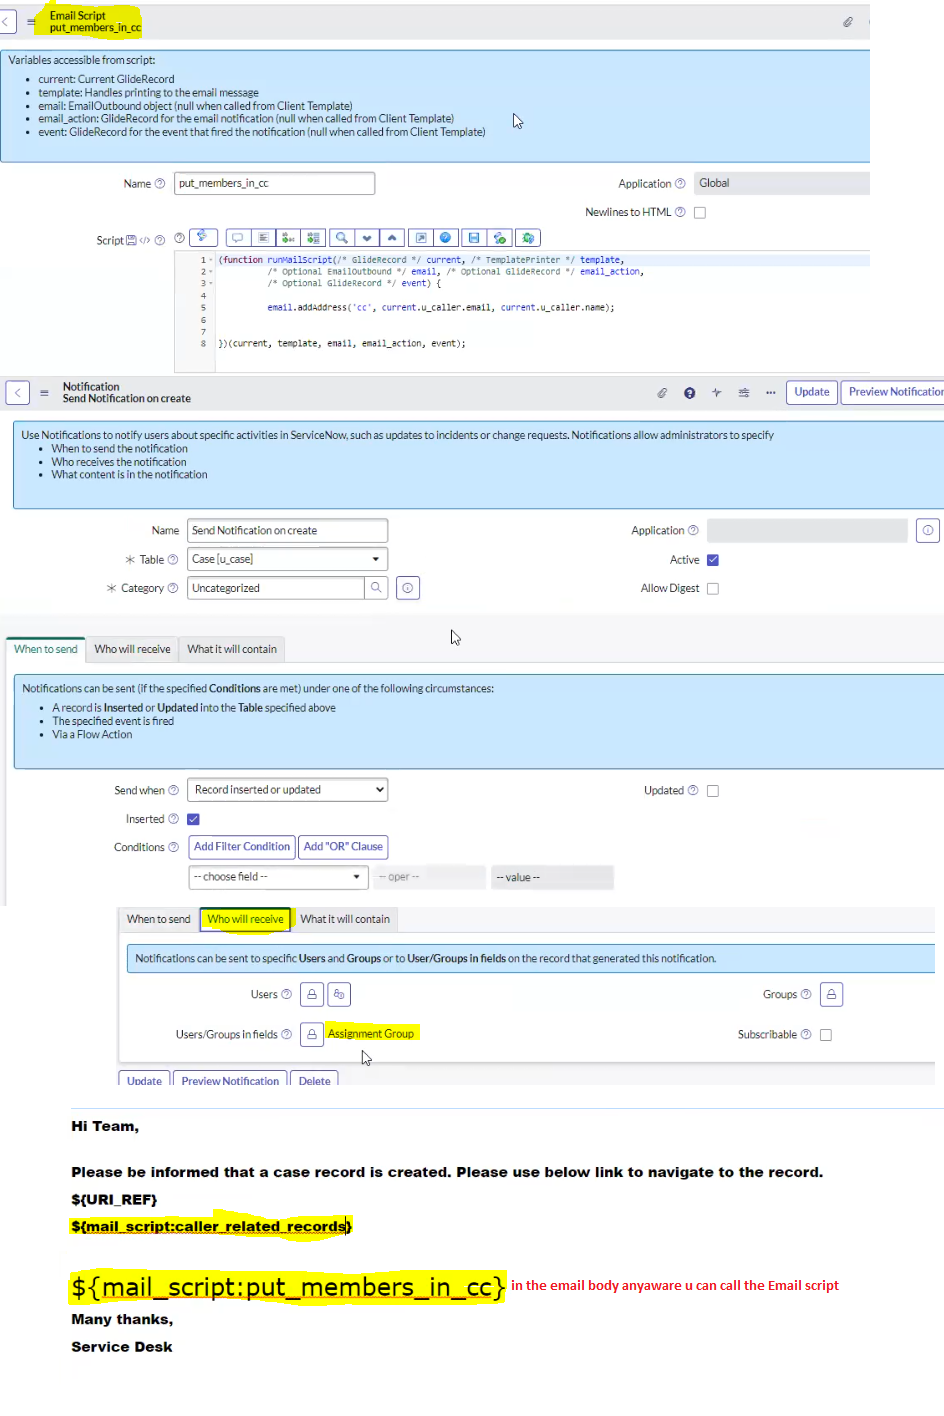 Email Script
put_members_in_cc
Variables accessible from script:
• current: Current GlideRecord
• template: Handles printing to the email message
• email: EmailOutbound object (null when called from Client Template)
• email_action: GlideRecord for the email notification (null when called from Client Template)
• event: GlideRecord for the event that fired the notification (null when called from Client Template)
Name put_members_in_cc Application Global
Newlines to HTML
Script
1 (function runMailScript(/* GlideRecord */ current, /* TemplatePrinter */ template,
2 /* Optional EmailOutbound */ email, /* Optional GlideRecord */ email_action,
3 /* Optional GlideRecord */ event) {
4
5 email.addAddress('cc', current.u_caller.email, current.u_caller.name);
6
7
8 })(current, template, email, email_action, event);
Notification
Send Notification on create
Update Preview Notification
Use Notifications to notify users about specific activities in ServiceNow, such as updates to incidents or change requests. Notifications allow administrators to specify
• When to send the notification
• Who receives the notification
• What content is in the notification
Name Send Notification on create Application
* Table Case [u_case] Active
* Category Uncategorized Allow Digest
When to send Who will receive What it will contain
Notifications can be sent (if the specified Conditions are met) under one of the following circumstances:
• A record is Inserted or Updated into the Table specified above
• The specified event is fired
• Via a Flow Action
Send when Record inserted or updated Updated
Inserted
Conditions Add Filter Condition Add "OR" Clause
-- choose field -- -- oper -- -- value --
When to send Who will receive What it will contain
Notifications can be sent to specific Users and Groups or to User/Groups in fields on the record that generated this notification.
Users Groups
Users/Groups in fields Assignment Group Subscribable
Update Preview Notification Delete
Hi Team,
Please be informed that a case record is created. Please use below link to navigate to the record.
${URI_REF}
${mail_script:caller_related_records}
${mail_script:put_members_in_cc} in the email body anyaware u can call the Email script
Many thanks,
Service Desk